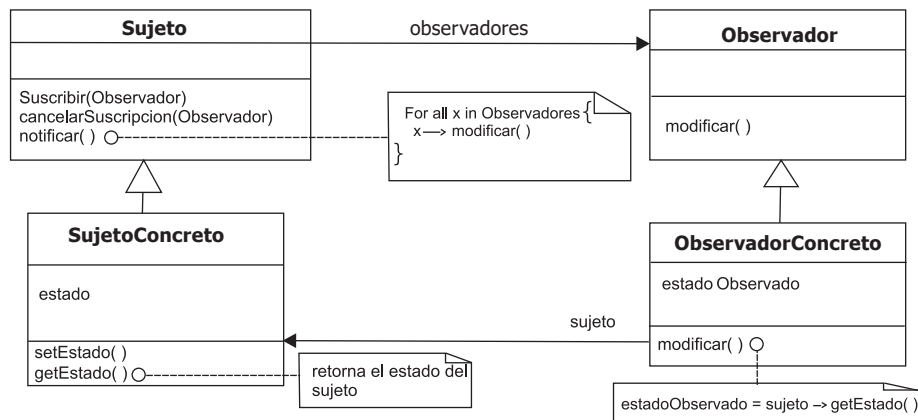 Sujeto
observadores
Observador
Suscribir(Observador)
cancelarSuscripcion(Observador)
notificar( )
For all x in Observadores {
x → modificar( )
}
modificar( )
SujetoConcreto
ObservadorConcreto
estado
estado Observado
sujeto
setEstado( )
getEstado( )
retorna el estado del
sujeto
modificar( )
estadoObservado = sujeto → getEstado( )